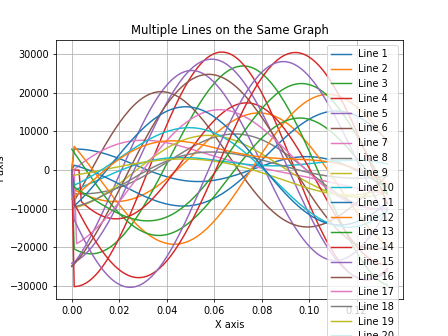 Multiple Lines on the Same Graph
30000
20000
10000
0
−10000
−20000
−30000
0.00
0.02
0.04
0.06
0.08
0.10
X axis
axis
Line 1
Line 2
Line 3
Line 4
Line 5
Line 6
Line 7
Line 8
Line 9
Line 10
Line 11
Line 12
Line 13
Line 14
Line 15
Line 16
Line 17
Line 18
Line 19
Line 20